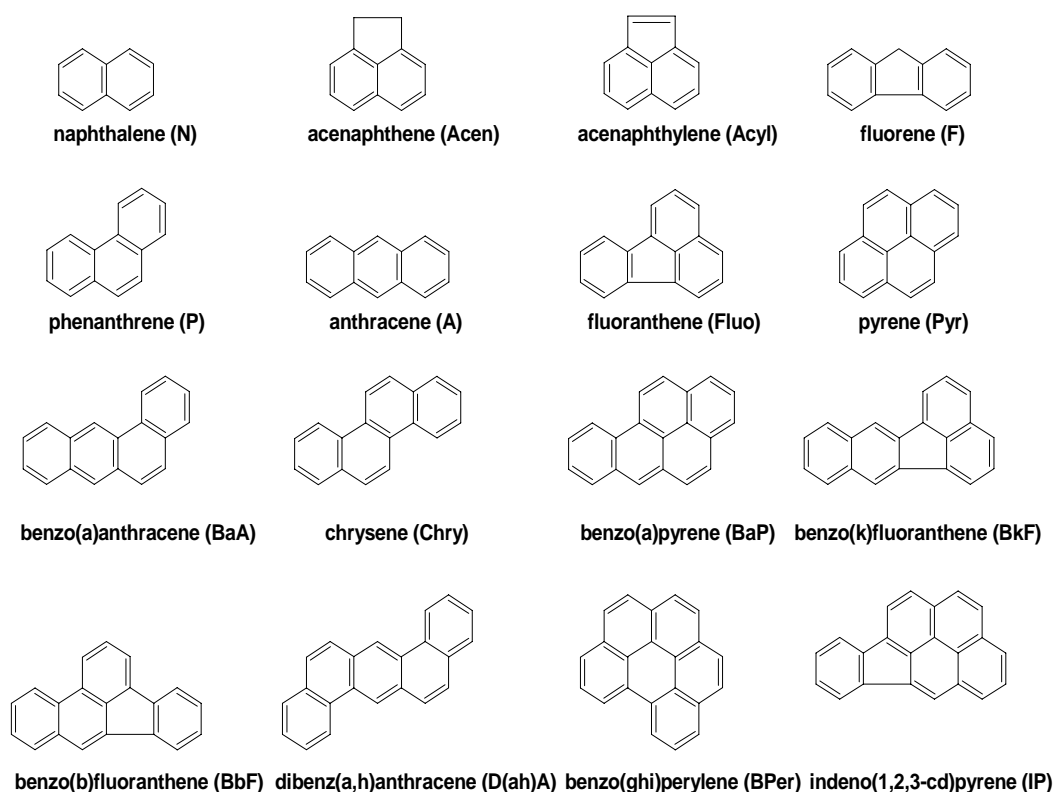 naphthalene (N)
acenaphthene (Acen)
acenaphthylene (Acyl)
fluorene (F)
phenanthrene (P)
anthracene (A)
fluoranthene (Fluo)
pyrene (Pyr)
benzo(a)anthracene (BaA)
chrysene (Chry)
benzo(a)pyrene (BaP)
benzo(k)fluoranthene (BkF)
benzo(b)fluoranthene (BbF)
dibenz(a,h)anthracene (D(ah)A)
benzo(ghi)perylene (BPer)
indeno(1,2,3-cd)pyrene (IP)